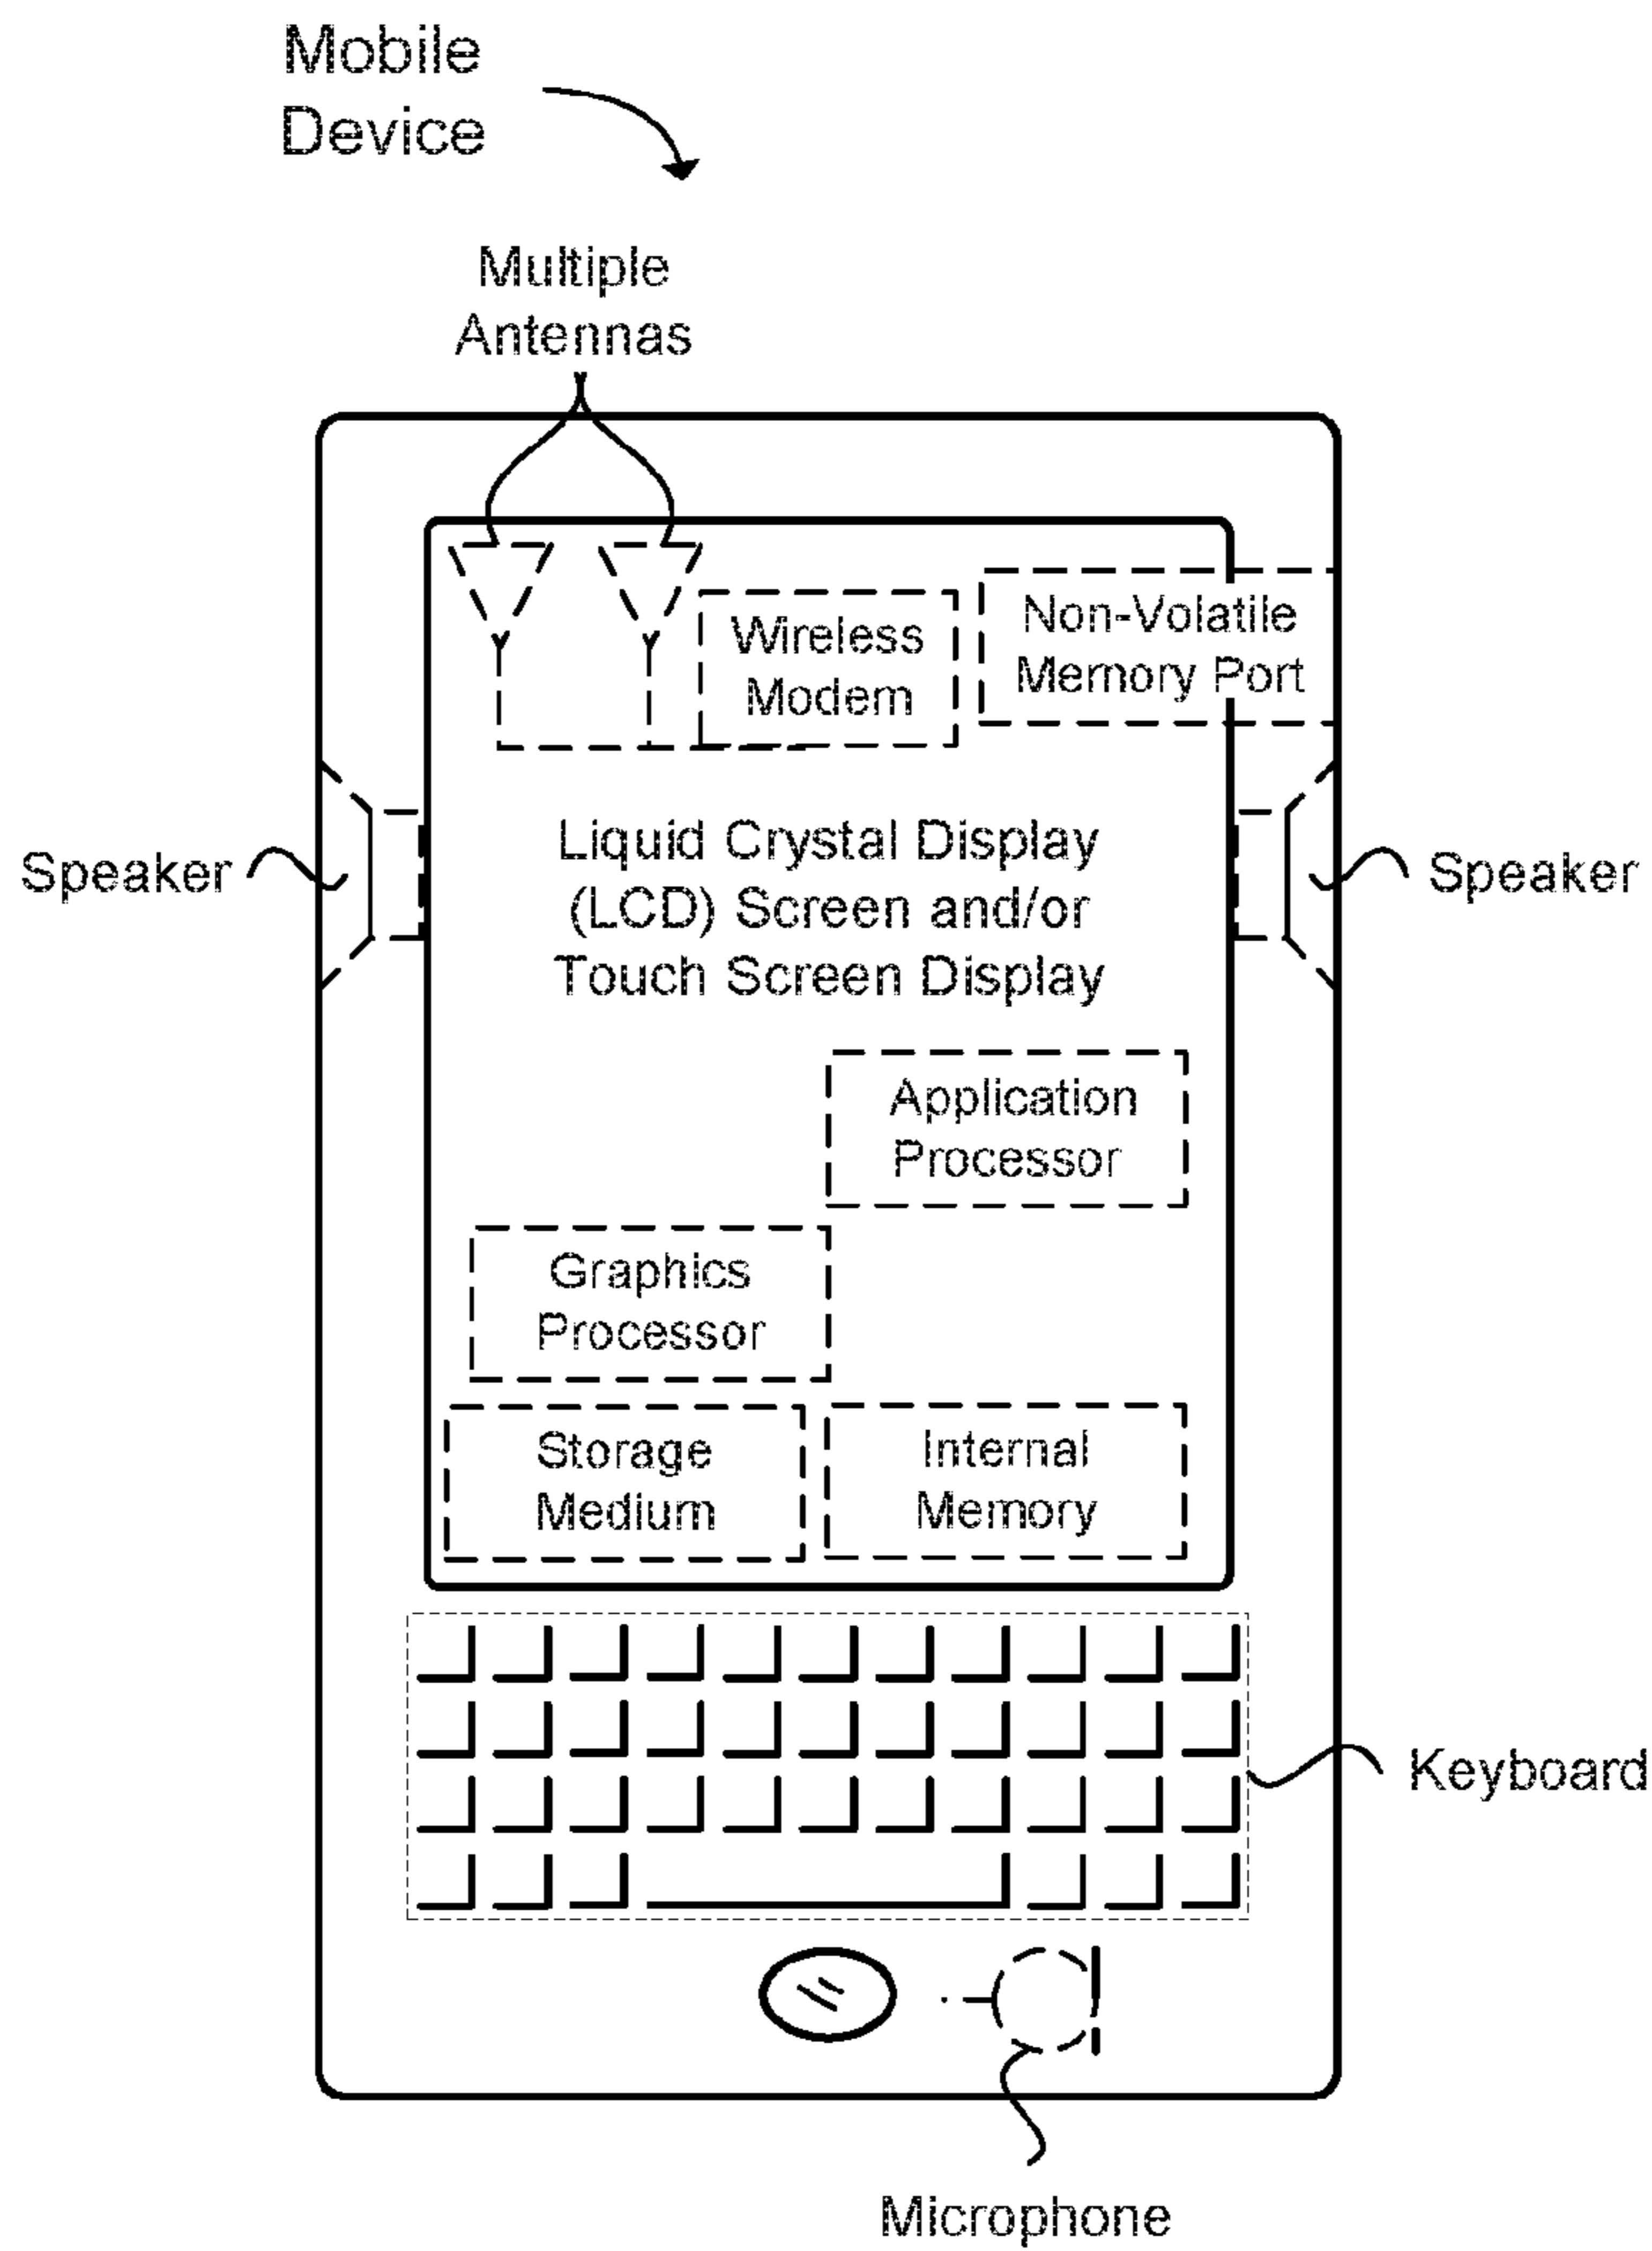 Mobile
Device
Multiple
Antennas
Wireless
Modem
Non-Volatile
Memory Port
Speaker
Liquid Crystal Display
(LCD) Screen and/or
Touch Screen Display
Speaker
Application
Processor
Graphics
Processor
Storage
Medium
Internal
Memory
Keyboard
Microphone